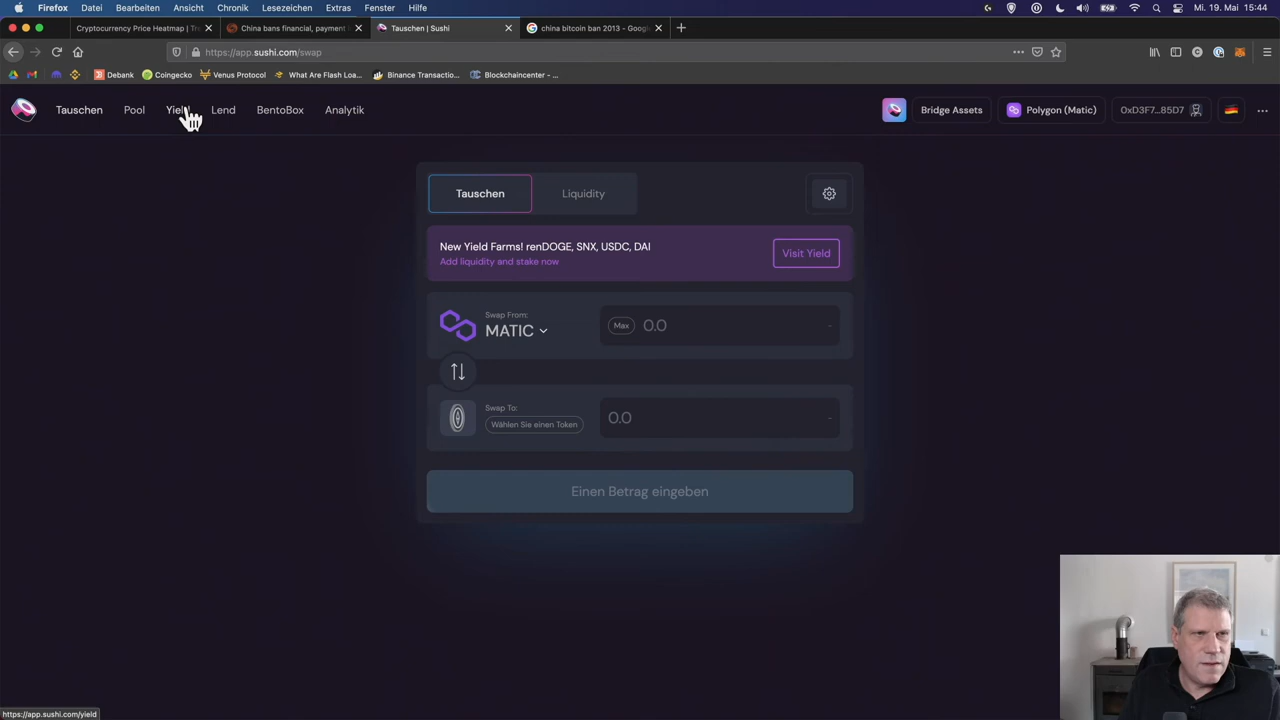 Firefox Datei Bearbeiten Ansicht Chronik Lesezeichen Extras Fenster Hilfe
Mi. 19. Mai 15:44
Cryptocurrency Price Heatmap | Tr
China bans financial, payment
Tauschen | Sushi
china bitcoin ban 2013 - Googl
https://app.sushi.com/swap
Debank Coingecko Venus Protocol What Are Flash Loa... Binance Transactio... Blockchaincenter - ...
Tauschen Pool Yield Lend BentoBox Analytik
Bridge Assets Polygon (Matic) 0xD3F7...85D7
Tauschen Liquidity
New Yield Farms! renDOGE, SNX, USDC, DAI
Add liquidity and stake now
Visit Yield
Swap From:
MATIC
Max 0.0 -
Swap To:
Wählen Sie einen Token
0.0 -
Einen Betrag eingeben
https://app.sushi.com/yield